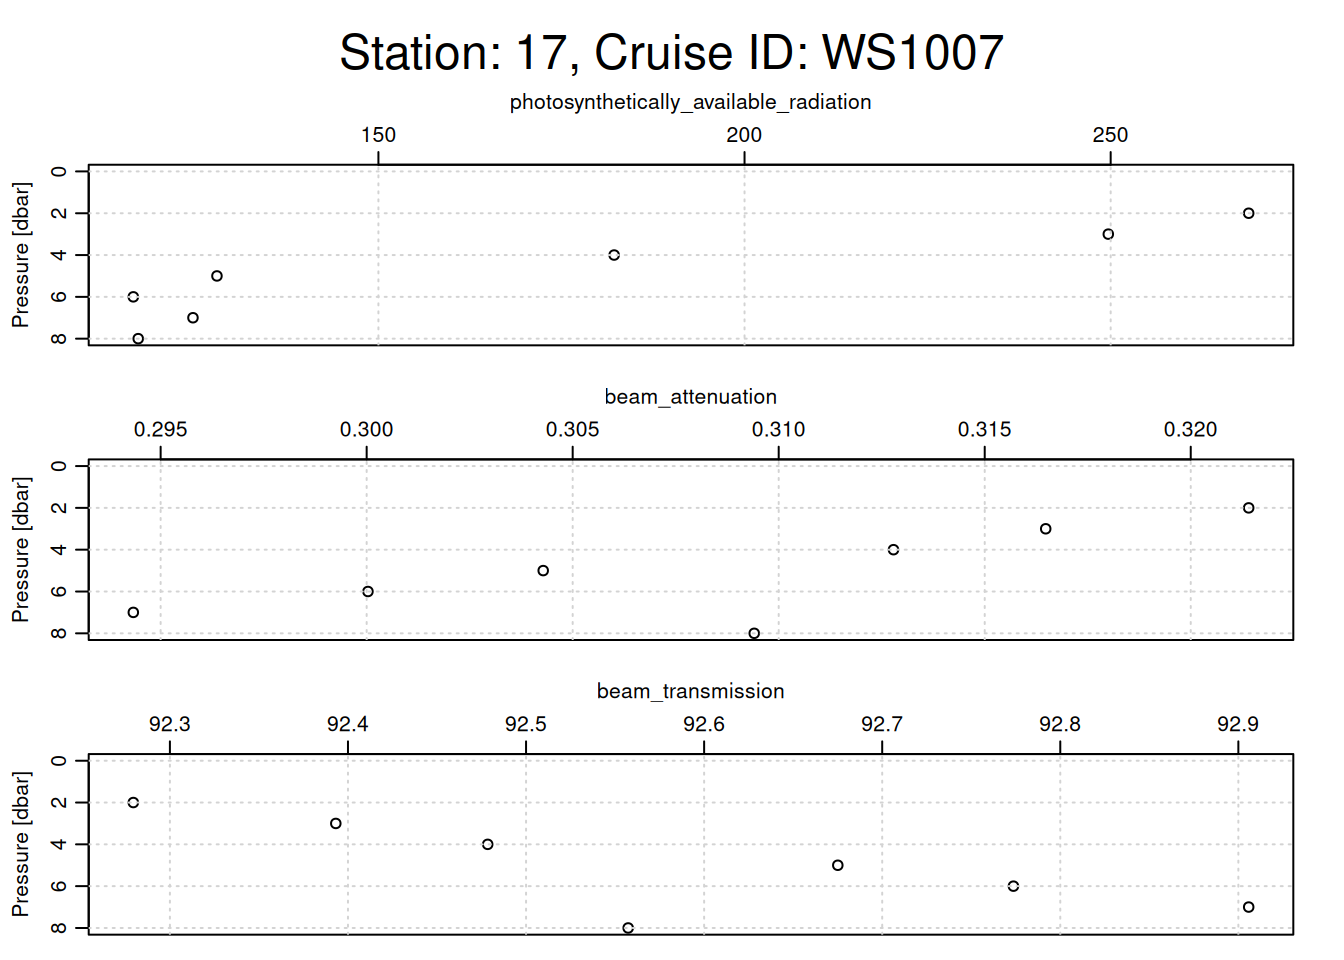 Station: 17, Cruise ID: WS1007
photosynthetically_available_radiation
150 200 250
Pressure [dbar]
0
2
4
6
8
beam_attenuation
0.295 0.300 0.305 0.310 0.315 0.320
Pressure [dbar]
0
2
4
6
8
beam_transmission
92.3 92.4 92.5 92.6 92.7 92.8 92.9
Pressure [dbar]
0
2
4
6
8